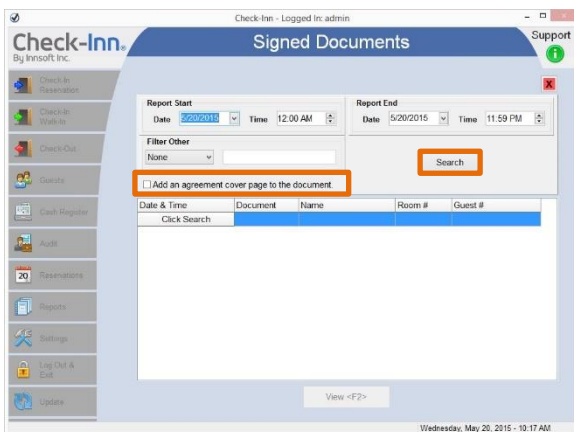 Check-Inn - Logged In: admin
Check-Inn®
By Innsoft Inc.
Signed Documents
Support
Check-In
Reservation
Check-In
Walk-In
Check-Out
Guests
Cash Register
Audit
20
Reservations
Reports
Settings
Log Out &
Exit
Update
X
Report Start
Date 5/20/2015 Time 12:00 AM
Report End
Date 5/20/2015 Time 11:59 PM
Filter Other
None
Search
Add an agreement cover page to the document.
Date & Time Document Name Room # Guest #
Click Search
View <F2>
Wednesday, May 20, 2015 - 10:17 AM